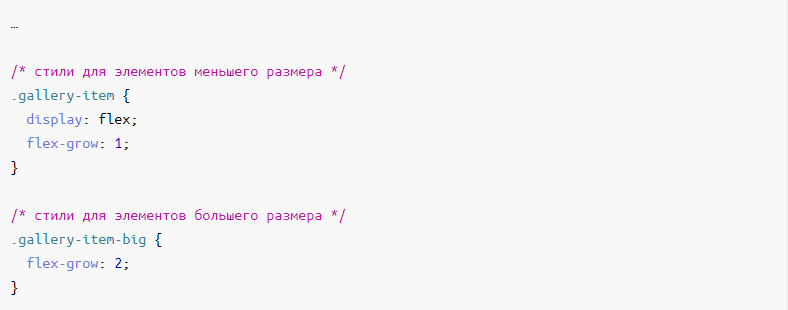 …
/* стили для элементов меньшего размера */
.gallery-item {
  display: flex;
  flex-grow: 1;
}
/* стили для элементов большего размера */
.gallery-item-big {
  flex-grow: 2;
}